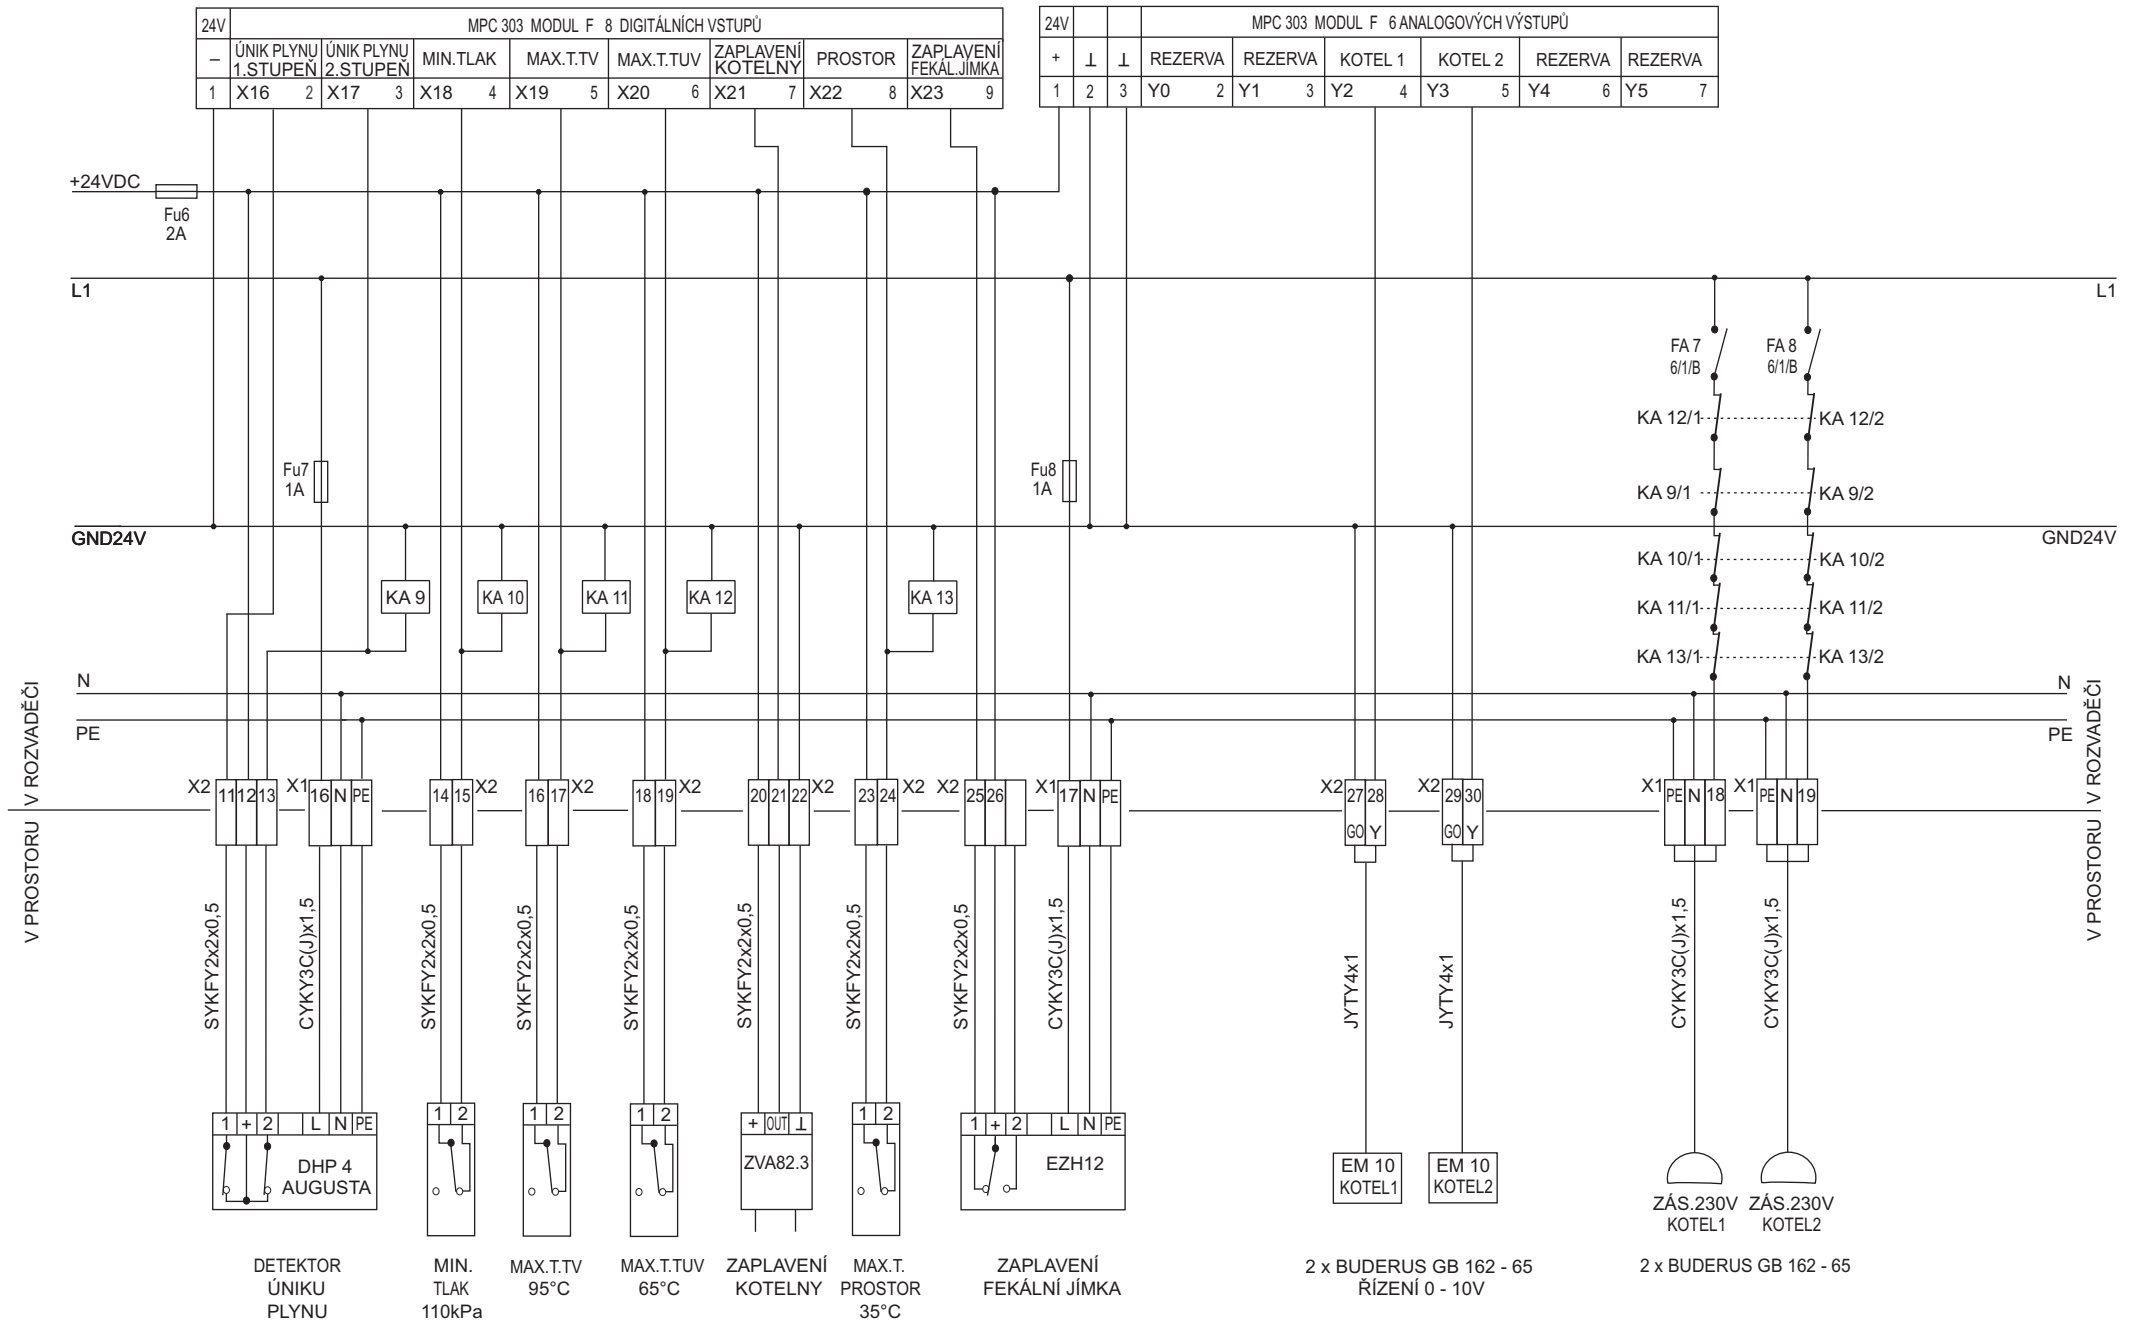 24V MPC 303 MODUL F 8 DIGITÁLNÍCH VSTUPŮ
– ÚNIK PLYNU 1.STUPEŇ ÚNIK PLYNU 2.STUPEŇ MIN.TLAK MAX.T.TV MAX.T.TUV ZAPLAVENÍ KOTELNY PROSTOR ZAPLAVENÍ FEKÁL.JÍMKA
1 X16 2 X17 3 X18 4 X19 5 X20 6 X21 7 X22 8 X23 9
24V MPC 303 MODUL F 6 ANALOGOVÝCH VÝSTUPŮ
+ ⊥ ⊥ REZERVA REZERVA KOTEL 1 KOTEL 2 REZERVA REZERVA
1 2 3 Y0 2 Y1 3 Y2 4 Y3 5 Y4 6 Y5 7
+24VDC
Fu6
2A
L1 L1
FA 7
6/1/B
FA 8
6/1/B
KA 12/1 KA 12/2
Fu7
1A
Fu8
1A
KA 9/1 KA 9/2
GND24V GND24V
KA 10/1 KA 10/2
KA 9 KA 10 KA 11 KA 12 KA 13
KA 11/1 KA 11/2
KA 13/1 KA 13/2
N N
PE PE
V ROZVADĚČI
V PROSTORU
V ROZVADĚČI
V PROSTORU
X2 11 12 13 X1 16 N PE 14 15 X2 16 17 X2 18 19 X2 20 21 22 X2 23 24 X2 X2 25 26 X1 17 N PE X2 27 28 X2 29 30 X1 PE N 18 X1 PE N 19
GO Y GO Y
SYKFY2x2x0,5
CYKY3C(J)x1,5
SYKFY2x2x0,5
SYKFY2x2x0,5
SYKFY2x2x0,5
SYKFY2x2x0,5
SYKFY2x2x0,5
SYKFY2x2x0,5
CYKY3C(J)x1,5
JYTY4x1
JYTY4x1
CYKY3C(J)x1,5
CYKY3C(J)x1,5
1 + 2 L N PE
1 2
1 2
1 2
+ OUT ⊥
1 2
1 + 2 L N PE
DHP 4
AUGUSTA
ZVA82.3
EZH12
EM 10
KOTEL1
EM 10
KOTEL2
ZÁS.230V
KOTEL1
ZÁS.230V
KOTEL2
DETEKTOR
ÚNIKU
PLYNU
MIN.
TLAK
110kPa
MAX.T.TV
95°C
MAX.T.TUV
65°C
ZAPLAVENÍ
KOTELNY
MAX.T.
PROSTOR
35°C
ZAPLAVENÍ
FEKÁLNÍ JÍMKA
2 x BUDERUS GB 162 - 65
ŘÍZENÍ 0 - 10V
2 x BUDERUS GB 162 - 65